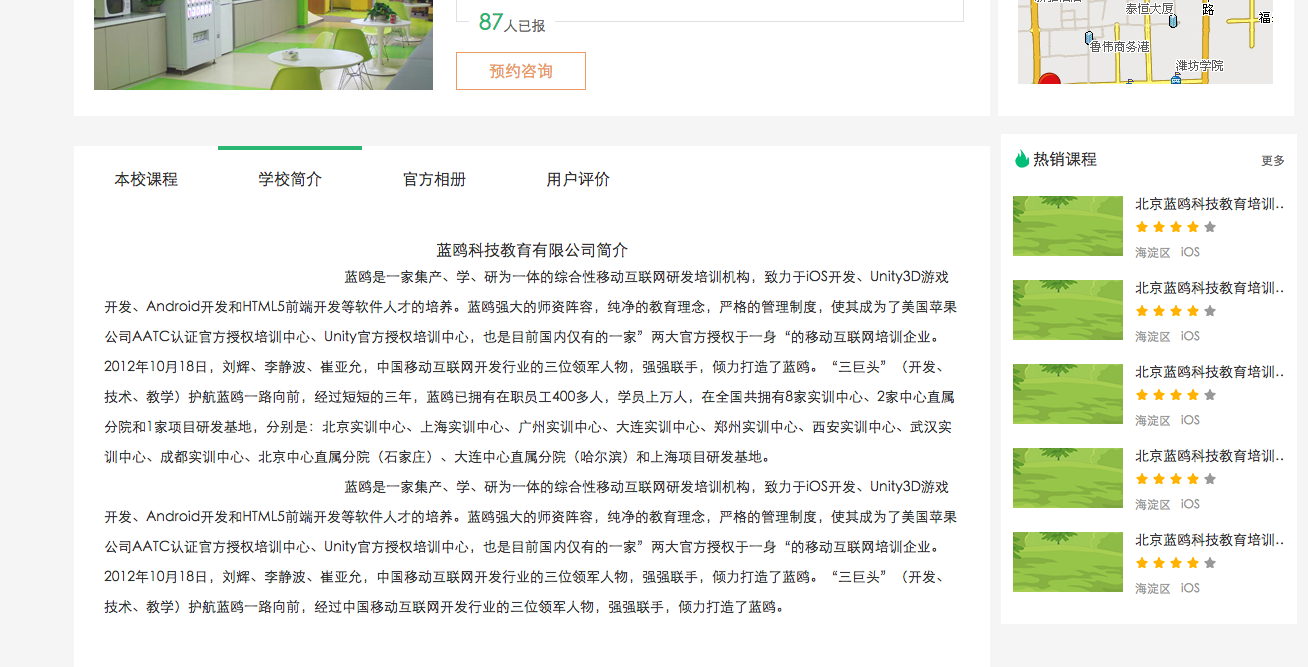 87人已报
预约咨询
泰恒大厦
路
福
鲁伟商务港
潍坊学院
本校课程
学校简介
官方相册
用户评价
蓝鸥科技教育有限公司简介
蓝鸥是一家集产、学、研为一体的综合性移动互联网研发培训机构，致力于iOS开发、Unity3D游戏
开发、Android开发和HTML5前端开发等软件人才的培养。蓝鸥强大的师资阵容，纯净的教育理念，严格的管理制度，使其成为了美国苹果
公司AATC认证官方授权培训中心、Unity官方授权培训中心，也是目前国内仅有的一家”两大官方授权于一身“的移动互联网培训企业。
2012年10月18日，刘辉、李静波、崔亚允，中国移动互联网开发行业的三位领军人物，强强联手，倾力打造了蓝鸥。“三巨头”（开发、
技术、教学）护航蓝鸥一路向前，经过短短的三年，蓝鸥已拥有在职员工400多人，学员上万人，在全国共拥有8家实训中心、2家中心直属
分院和1家项目研发基地，分别是：北京实训中心、上海实训中心、广州实训中心、大连实训中心、郑州实训中心、西安实训中心、武汉实
训中心、成都实训中心、北京中心直属分院（石家庄）、大连中心直属分院（哈尔滨）和上海项目研发基地。
蓝鸥是一家集产、学、研为一体的综合性移动互联网研发培训机构，致力于iOS开发、Unity3D游戏
开发、Android开发和HTML5前端开发等软件人才的培养。蓝鸥强大的师资阵容，纯净的教育理念，严格的管理制度，使其成为了美国苹果
公司AATC认证官方授权培训中心、Unity官方授权培训中心，也是目前国内仅有的一家”两大官方授权于一身“的移动互联网培训企业。
2012年10月18日，刘辉、李静波、崔亚允，中国移动互联网开发行业的三位领军人物，强强联手，倾力打造了蓝鸥。“三巨头”（开发、
技术、教学）护航蓝鸥一路向前，经过中国移动互联网开发行业的三位领军人物，强强联手，倾力打造了蓝鸥。
热销课程
更多
北京蓝鸥科技教育培训..
海淀区 iOS
北京蓝鸥科技教育培训..
海淀区 iOS
北京蓝鸥科技教育培训..
海淀区 iOS
北京蓝鸥科技教育培训..
海淀区 iOS
北京蓝鸥科技教育培训..
海淀区 iOS